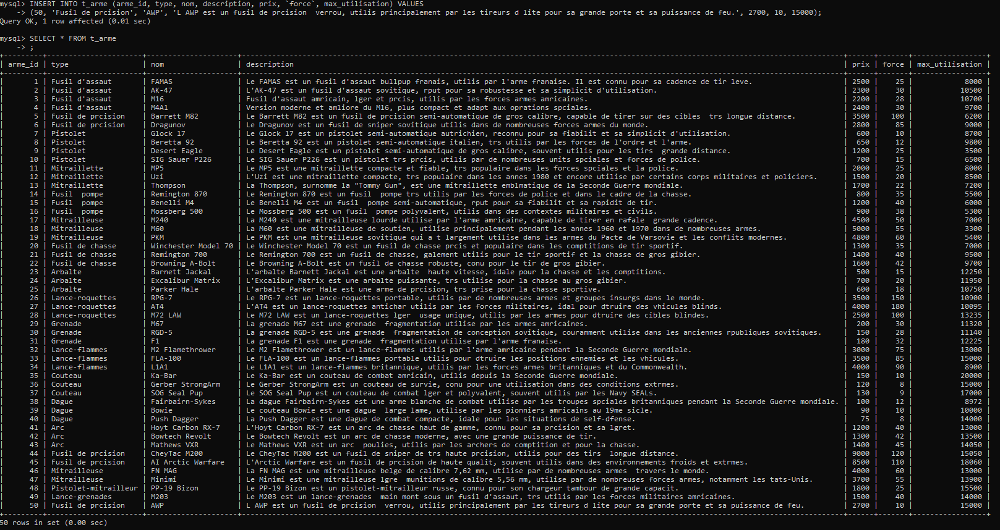 mysql> INSERT INTO t_arme (arme_id, type, nom, description, prix, `force`, max_utilisation) VALUES
    -> (50, 'Fusil de prcision', 'AWP', 'L AWP est un fusil de prcision  verrou, utilis principalement par les tireurs d lite pour sa grande porte et sa puissance de feu.', 2700, 10, 15000);
Query OK, 1 row affected (0.01 sec)
mysql> SELECT * FROM t_arme
    -> ;
| arme_id | type | nom | description | prix | force | max_utilisation |
| 1 | Fusil d'assaut | FAMAS | Le FAMAS est un fusil d'assaut bullpup franais, utilis par l'arme franaise. Il est connu pour sa cadence de tir leve. | 2500 | 25 | 8000 |
| 2 | Fusil d'assaut | AK-47 | L'AK-47 est un fusil d'assaut sovitique, rput pour sa robustesse et sa simplicit d'utilisation. | 2300 | 30 | 10500 |
| 3 | Fusil d'assaut | M16 | Fusil d'assaut amricain, lger et prcis, utilis par les forces armes amricaines. | 2200 | 28 | 10700 |
| 4 | Fusil d'assaut | M4A1 | Version moderne et amliore du M16, plus compact et adapt aux oprations spciales. | 2400 | 30 | 9700 |
| 5 | Fusil de prcision | Barrett M82 | Le Barrett M82 est un fusil de prcision semi-automatique de gros calibre, capable de tirer sur des cibles  trs longue distance. | 3500 | 100 | 6200 |
| 6 | Fusil de prcision | Dragunov | Le Dragunov est un fusil de sniper sovitique utilis dans de nombreuses forces armes du monde. | 2800 | 85 | 9000 |
| 7 | Pistolet | Glock 17 | Le Glock 17 est un pistolet semi-automatique autrichien, reconnu pour sa fiabilit et sa simplicit d'utilisation. | 600 | 10 | 8700 |
| 8 | Pistolet | Beretta 92 | Le Beretta 92 est un pistolet semi-automatique italien, trs utilis par les forces de l'ordre et l'arme. | 650 | 12 | 9800 |
| 9 | Pistolet | Desert Eagle | Le Desert Eagle est un pistolet semi-automatique de gros calibre, souvent utilis pour les tirs  grande distance. | 1200 | 25 | 3500 |
| 10 | Pistolet | SIG Sauer P226 | Le SIG Sauer P226 est un pistolet trs prcis, utilis par de nombreuses units spciales et forces de police. | 700 | 15 | 6500 |
| 11 | Mitraillette | MP5 | Le MP5 est une mitraillette compacte et fiable, trs populaire dans les forces spciales et la police. | 2000 | 25 | 8000 |
| 12 | Mitraillette | Uzi | L'Uzi est une mitraillette compacte, trs populaire dans les annes 1980 et encore utilise par certains corps militaires et policiers. | 1500 | 20 | 8500 |
| 13 | Mitraillette | Thompson | La Thompson, surnomme la "Tommy Gun", est une mitraillette emblmatique de la Seconde Guerre mondiale. | 1700 | 22 | 7200 |
| 14 | Fusil  pompe | Remington 870 | Le Remington 870 est un fusil  pompe trs utilis par les forces de police et dans le cadre de la chasse. | 800 | 35 | 5500 |
| 15 | Fusil  pompe | Benelli M4 | Le Benelli M4 est un fusil  pompe semi-automatique, rput pour sa fiabilit et sa rapidit de tir. | 1200 | 40 | 6000 |
| 16 | Fusil  pompe | Mossberg 500 | Le Mossberg 500 est un fusil  pompe polyvalent, utilis dans des contextes militaires et civils. | 900 | 38 | 5300 |
| 17 | Mitrailleuse | M240 | La M240 est une mitrailleuse lourde utilise par l'arme amricaine, capable de tirer en rafale  grande cadence. | 4500 | 50 | 7000 |
| 18 | Mitrailleuse | M60 | La M60 est une mitrailleuse de soutien, utilise principalement pendant les annes 1960 et 1970 dans de nombreuses armes. | 5000 | 55 | 3300 |
| 19 | Mitrailleuse | PKM | Le PKM est une mitrailleuse sovitique qui a t largement utilise dans les armes du Pacte de Varsovie et les conflits modernes. | 4800 | 60 | 5400 |
| 20 | Fusil de chasse | Winchester Model 70 | Le Winchester Model 70 est un fusil de chasse prcis et populaire dans les comptitions de tir sportif. | 1300 | 35 | 7000 |
| 21 | Fusil de chasse | Remington 700 | Le Remington 700 est un fusil de chasse, galement utilis pour le tir sportif et la chasse de gros gibier. | 1400 | 40 | 9500 |
| 22 | Fusil de chasse | Browning A-Bolt | Le Browning A-Bolt est un fusil de chasse robuste, conu pour le tir de gros gibier. | 1600 | 42 | 9700 |
| 23 | Arbalte | Barnett Jackal | L'arbalte Barnett Jackal est une arbalte  haute vitesse, idale pour la chasse et les comptitions. | 500 | 15 | 12250 |
| 24 | Arbalte | Excalibur Matrix | L'Excalibur Matrix est une arbalte puissante, trs utilise pour la chasse au gros gibier. | 700 | 20 | 11950 |
| 25 | Arbalte | Parker Hale | L'arbalte Parker Hale est une arme de prcision, trs prise pour la chasse sportive. | 600 | 18 | 10750 |
| 26 | Lance-roquettes | RPG-7 | Le RPG-7 est un lance-roquettes portable, utilis par de nombreuses armes et groupes insurgs dans le monde. | 3500 | 150 | 10900 |
| 27 | Lance-roquettes | AT4 | L'AT4 est un lance-roquettes antichar utilis par les forces militaires, idal pour dtruire des vhicules blinds. | 4000 | 180 | 10095 |
| 28 | Lance-roquettes | M72 LAW | Le M72 LAW est un lance-roquettes lger  usage unique, utilis par les armes pour dtruire des cibles blindes. | 2500 | 100 | 13235 |
| 29 | Grenade | M67 | La grenade M67 est une grenade  fragmentation utilise par les armes amricaines. | 200 | 30 | 11320 |
| 30 | Grenade | RGD-5 | La grenade RGD-5 est une grenade  fragmentation de conception sovitique, couramment utilise dans les anciennes rpubliques sovitiques. | 150 | 28 | 11140 |
| 31 | Grenade | F1 | La grenade F1 est une grenade  fragmentation utilise par l'arme franaise. | 180 | 32 | 12225 |
| 32 | Lance-flammes | M2 Flamethrower | Le M2 Flamethrower est un lance-flammes utilis par l'arme amricaine pendant la Seconde Guerre mondiale. | 3000 | 75 | 13000 |
| 33 | Lance-flammes | FLA-100 | Le FLA-100 est un lance-flammes portable utilis pour dtruire les positions ennemies et les vhicules. | 3500 | 85 | 15000 |
| 34 | Lance-flammes | L1A1 | Le L1A1 est un lance-flammes britannique, utilis par les forces armes britanniques et du Commonwealth. | 4000 | 90 | 8900 |
| 35 | Couteau | Ka-Bar | Le Ka-Bar est un couteau de combat amricain, utilis depuis la Seconde Guerre mondiale. | 150 | 10 | 20000 |
| 36 | Couteau | Gerber StrongArm | Le Gerber StrongArm est un couteau de survie, conu pour une utilisation dans des conditions extrmes. | 120 | 8 | 15000 |
| 37 | Couteau | SOG Seal Pup | Le SOG Seal Pup est un couteau de combat lger et polyvalent, souvent utilis par les Navy SEALs. | 130 | 9 | 17000 |
| 38 | Dague | Fairbairn-Sykes | La dague Fairbairn-Sykes est une arme blanche de combat utilise par les troupes spciales britanniques pendant la Seconde Guerre mondiale. | 100 | 12 | 8972 |
| 39 | Dague | Bowie | Le couteau Bowie est une dague  large lame, utilise par les pionniers amricains au 19me sicle. | 90 | 10 | 10000 |
| 40 | Dague | Push Dagger | La Push Dagger est une dague de combat compacte, idale pour les situations de self-dfense. | 75 | 8 | 14000 |
| 41 | Arc | Hoyt Carbon RX-7 | L'Hoyt Carbon RX-7 est un arc de chasse haut de gamme, connu pour sa prcision et sa lgret. | 1200 | 40 | 13000 |
| 42 | Arc | Bowtech Revolt | Le Bowtech Revolt est un arc de chasse moderne, avec une grande puissance de tir. | 1300 | 42 | 13500 |
| 43 | Arc | Mathews VXR | Le Mathews VXR est un arc  poulies, utilis par les archers de comptition et pour la chasse. | 1400 | 45 | 14050 |
| 44 | Fusil de prcision | CheyTac M200 | Le CheyTac M200 est un fusil de sniper de trs haute prcision, utilis pour des tirs  longue distance. | 9000 | 120 | 15050 |
| 45 | Fusil de prcision | AI Arctic Warfare | L'Arctic Warfare est un fusil de prcision de haute qualit, souvent utilis dans des environnements froids et extrmes. | 8500 | 110 | 18060 |
| 46 | Mitrailleuse | FN MAG | La FN MAG est une mitrailleuse belge de calibre 7,62 mm, utilise par de nombreuses armes  travers le monde. | 4000 | 60 | 13000 |
| 47 | Mitrailleuse | Minimi | Le Minimi est une mitrailleuse lgre  munitions de calibre 5,56 mm, utilise par de nombreuses forces armes, notamment les tats-Unis. | 3700 | 55 | 13900 |
| 48 | Pistolet-mitrailleur | PP-19 Bizon | Le PP-19 Bizon est un pistolet-mitrailleur russe, connu pour son chargeur tambour de grande capacit. | 1800 | 25 | 15500 |
| 49 | Lance-grenades | M203 | Le M203 est un lance-grenades  main mont sous un fusil d'assaut, trs utilis par les forces militaires amricaines. | 1500 | 40 | 14000 |
| 50 | Fusil de prcision | AWP | L AWP est un fusil de prcision  verrou, utilis principalement par les tireurs d lite pour sa grande porte et sa puissance de feu. | 2700 | 10 | 15000 |
50 rows in set (0.00 sec)